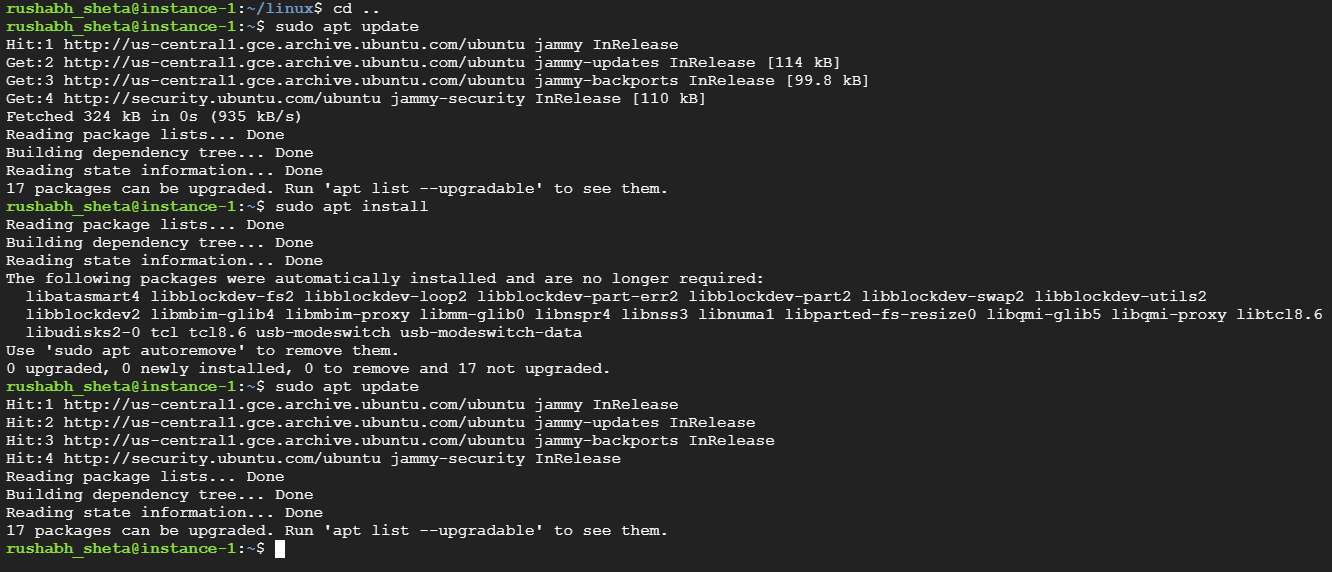 rushabh_sheta@instance-1:~/linux$ cd ..
rushabh_sheta@instance-1:~$ sudo apt update
Hit:1 http://us-central1.gce.archive.ubuntu.com/ubuntu jammy InRelease
Get:2 http://us-central1.gce.archive.ubuntu.com/ubuntu jammy-updates InRelease [114 kB]
Get:3 http://us-central1.gce.archive.ubuntu.com/ubuntu jammy-backports InRelease [99.8 kB]
Get:4 http://security.ubuntu.com/ubuntu jammy-security InRelease [110 kB]
Fetched 324 kB in 0s (935 kB/s)
Reading package lists... Done
Building dependency tree... Done
Reading state information... Done
17 packages can be upgraded. Run 'apt list --upgradable' to see them.
rushabh_sheta@instance-1:~$ sudo apt install
Reading package lists... Done
Building dependency tree... Done
Reading state information... Done
The following packages were automatically installed and are no longer required:
  libatasmart4 libblockdev-fs2 libblockdev-loop2 libblockdev-part-err2 libblockdev-part2 libblockdev-swap2 libblockdev-utils2
  libblockdev2 libmbim-glib4 libmbim-proxy libmm-glib0 libnspr4 libnss3 libnuma1 libparted-fs-resize0 libqmi-glib5 libqmi-proxy libtcl8.6
  libudisks2-0 tcl tcl8.6 usb-modeswitch usb-modeswitch-data
Use 'sudo apt autoremove' to remove them.
0 upgraded, 0 newly installed, 0 to remove and 17 not upgraded.
rushabh_sheta@instance-1:~$ sudo apt update
Hit:1 http://us-central1.gce.archive.ubuntu.com/ubuntu jammy InRelease
Hit:2 http://us-central1.gce.archive.ubuntu.com/ubuntu jammy-updates InRelease
Hit:3 http://us-central1.gce.archive.ubuntu.com/ubuntu jammy-backports InRelease
Hit:4 http://security.ubuntu.com/ubuntu jammy-security InRelease
Reading package lists... Done
Building dependency tree... Done
Reading state information... Done
17 packages can be upgraded. Run 'apt list --upgradable' to see them.
rushabh_sheta@instance-1:~$